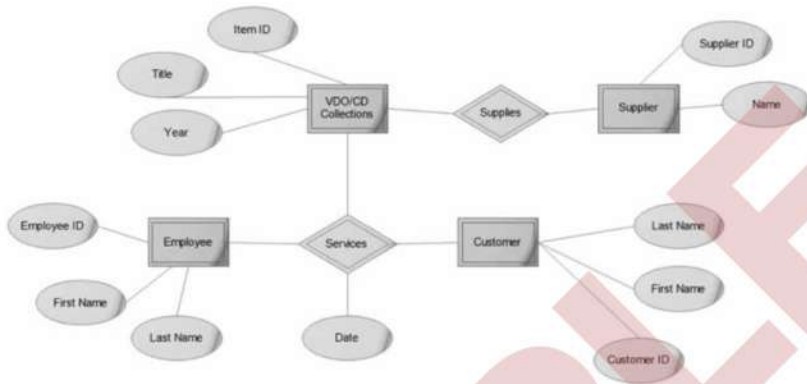 Item ID
Supplier ID
Title
VDO/CD
Collections
Supplies
Supplier
Name
Year
Employee ID
Employee
Services
Customer
Last Name
First Name
First Name
Last Name
Date
Customer ID